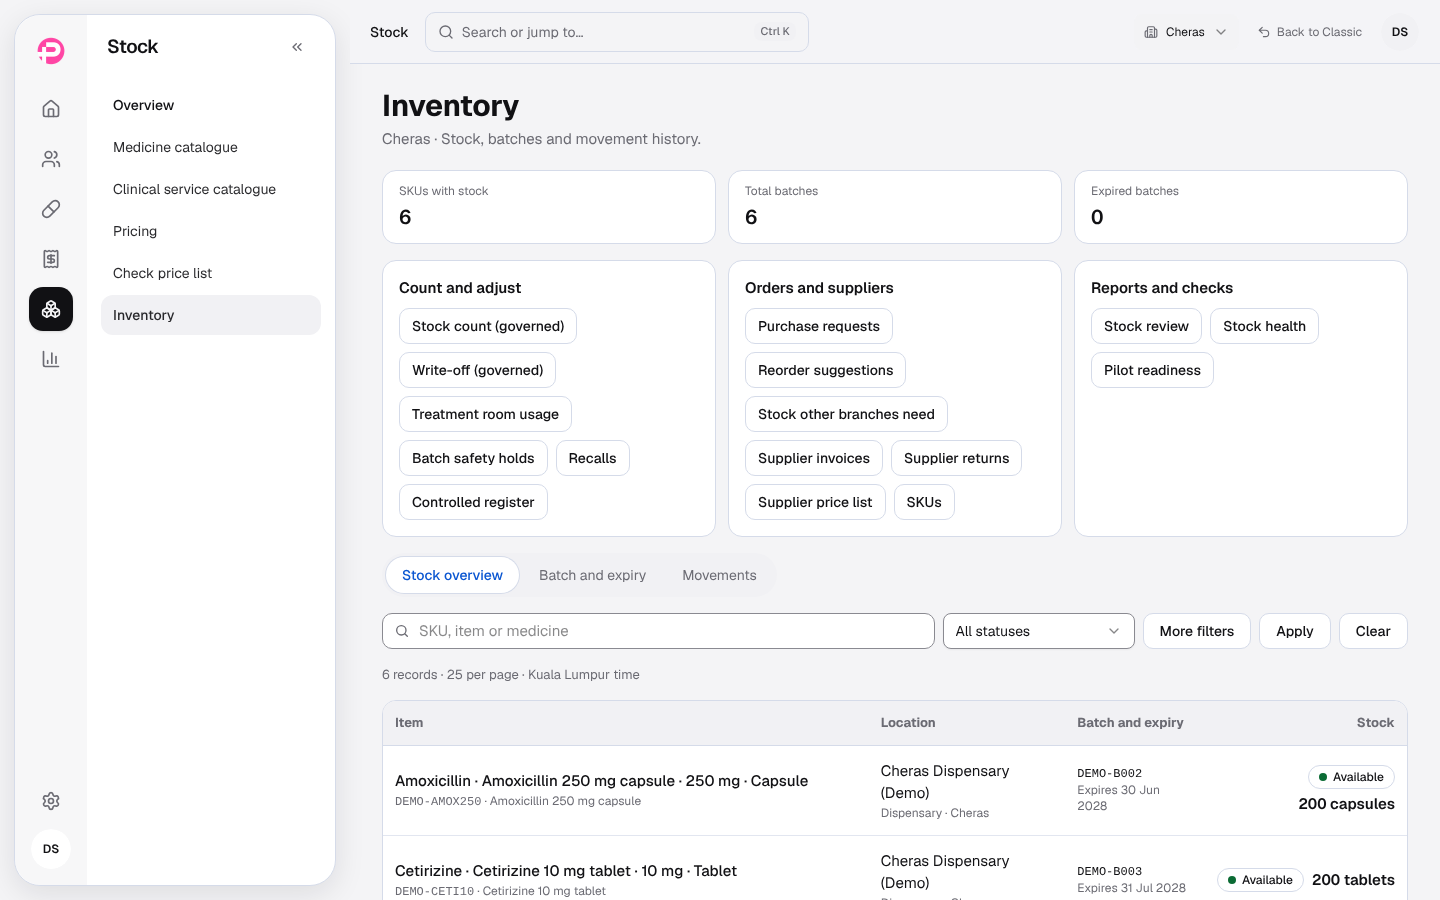 Stock
Overview
Medicine catalogue
Clinical service catalogue
Pricing
Check price list
Inventory
DS
Stock
Search or jump to...
Ctrl K
Cheras
Back to Classic
DS
Inventory
Cheras · Stock, batches and movement history.
SKUs with stock
6
Total batches
6
Expired batches
0
Count and adjust
Stock count (governed)
Write-off (governed)
Treatment room usage
Batch safety holds
Recalls
Controlled register
Orders and suppliers
Purchase requests
Reorder suggestions
Stock other branches need
Supplier invoices
Supplier returns
Supplier price list
SKUs
Reports and checks
Stock review
Stock health
Pilot readiness
Stock overview
Batch and expiry
Movements
SKU, item or medicine
All statuses
More filters
Apply
Clear
6 records · 25 per page · Kuala Lumpur time
Item
Location
Batch and expiry
Stock
Amoxicillin · Amoxicillin 250 mg capsule · 250 mg · Capsule
DEMO-AMOX250 · Amoxicillin 250 mg capsule
Cheras Dispensary
(Demo)
Dispensary · Cheras
DEMO-B002
Expires 30 Jun
2028
Available
200 capsules
Cetirizine · Cetirizine 10 mg tablet · 10 mg · Tablet
DEMO-CETI10 · Cetirizine 10 mg tablet
Cheras Dispensary
(Demo)
DEMO-B003
Expires 31 Jul 2028
Available
200 tablets